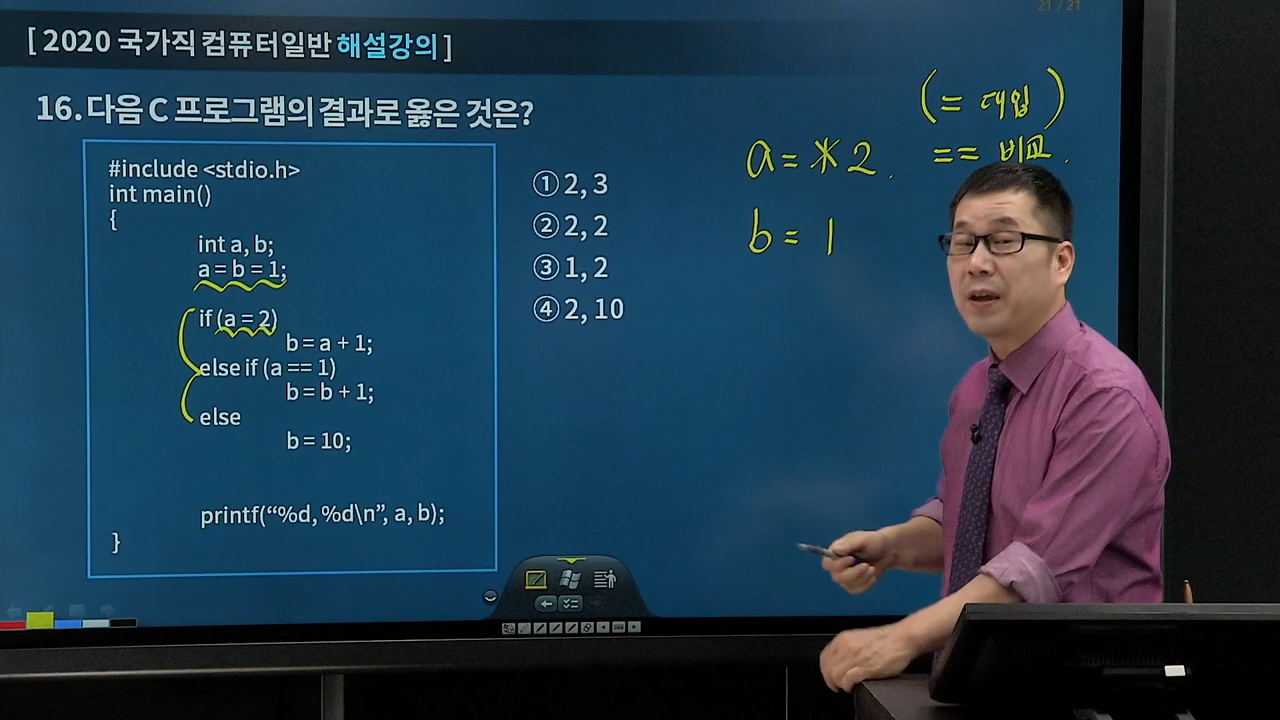 21 / 21
[ 2020 국가직 컴퓨터일반 해설강의 ]
16. 다음 C 프로그램의 결과로 옳은 것은?
#include <stdio.h>
int main()
{
int a, b;
a = b = 1;
if (a = 2)
b = a + 1;
else if (a == 1)
b = b + 1;
else
b = 10;
printf(“%d, %d\n”, a, b);
}
① 2, 3
② 2, 2
③ 1, 2
④ 2, 10
(= 대입 )
a = 2 .
== 비교 .
b = 1